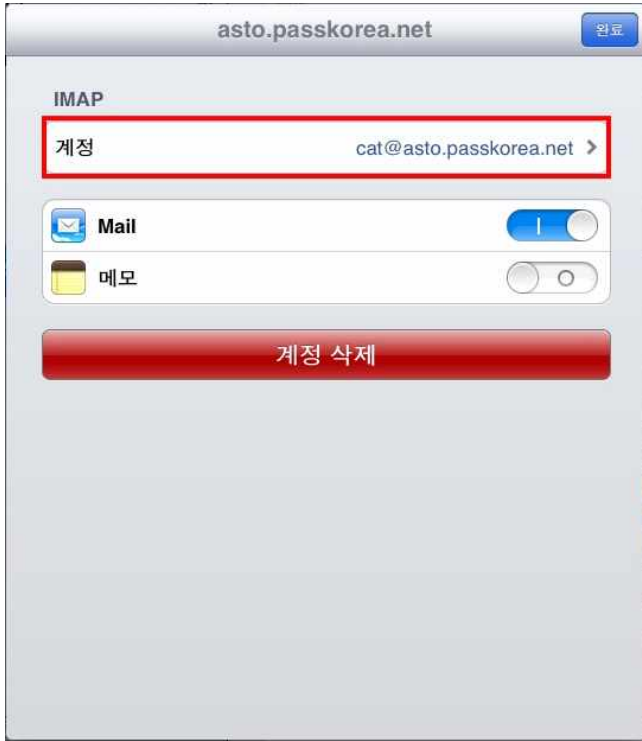 asto.passkorea.net 완료
IMAP
계정 cat@asto.passkorea.net
Mail
메모
계정 삭제